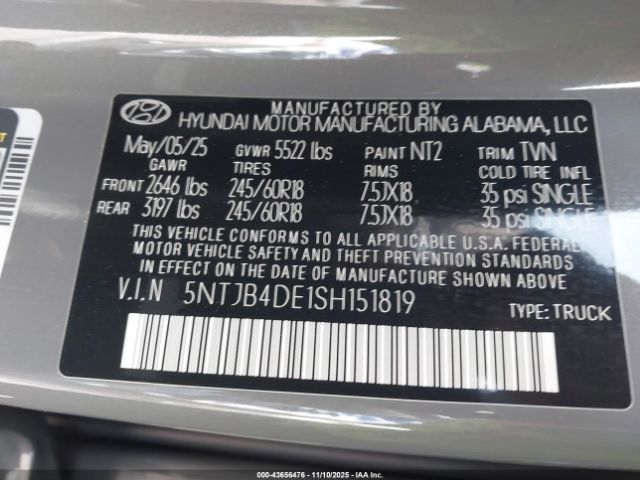 MANUFACTURED BY
HYUNDAI MOTOR MANUFACTURING ALABAMA, LLC
May/05/25 GVWR 5522 lbs PAINT NT2 TRIM TVN
GAWR TIRES RIMS COLD TIRE INFL
FRONT 2646 lbs 245/60R18 7.5JX18 35 psi SINGLE
REAR 3197 lbs 245/60R18 7.5JX18 35 psi SINGLE
THIS VEHICLE CONFORMS TO ALL APPLICABLE U.S.A. FEDERAL
MOTOR VEHICLE SAFETY AND THEFT PREVENTION STANDARDS
IN EFFECT ON THE DATE OF MANUFACTURE SHOWN ABOVE
V.I.N 5NTJB4DE1SH151819
TYPE: TRUCK
000-43656476 - 11/10/2025 - IAAI.COM